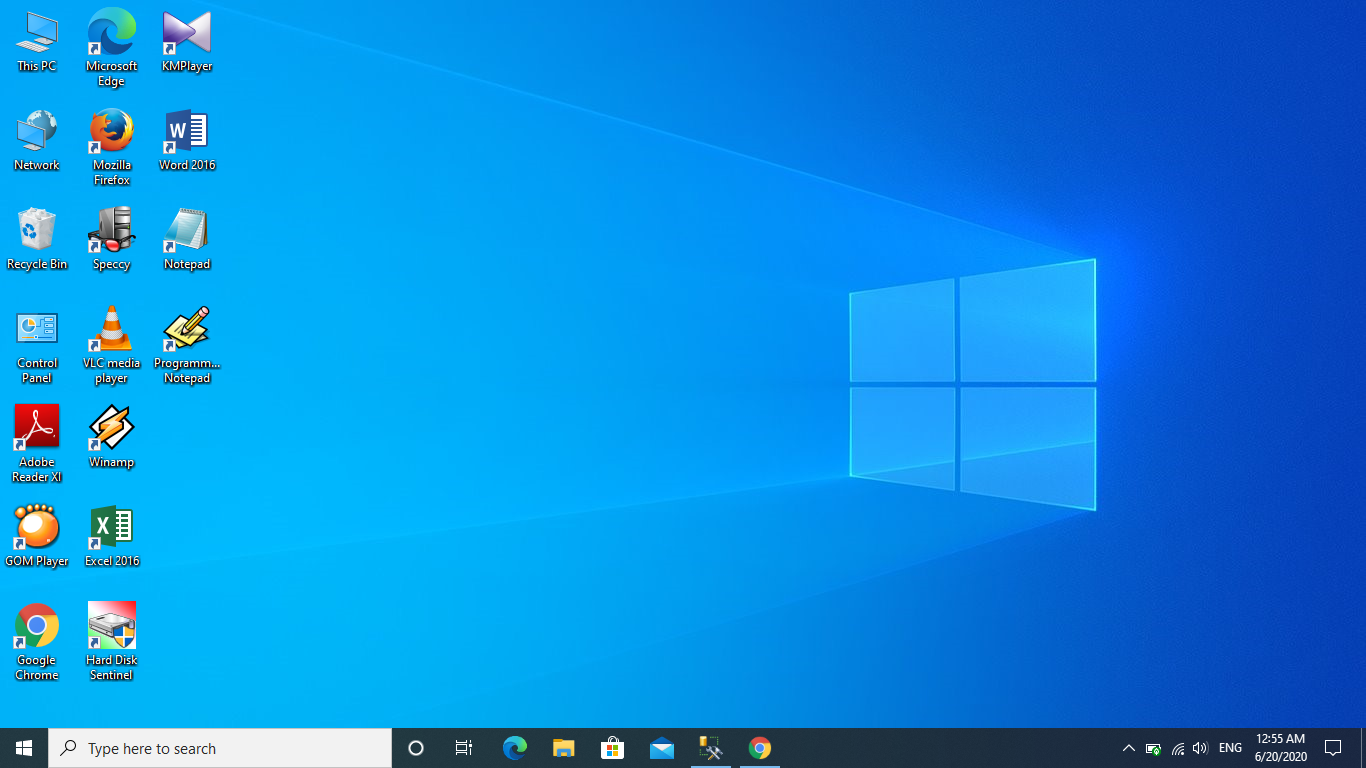 This PC
Microsoft
Edge
KMPlayer
Network
Mozilla
Firefox
Word 2016
Recycle Bin
Speccy
Notepad
Control
Panel
VLC media
player
Programm...
Notepad
Adobe
Reader XI
Winamp
GOM Player
Excel 2016
Google
Chrome
Hard Disk
Sentinel
Type here to search
ENG
12:55 AM
6/20/2020